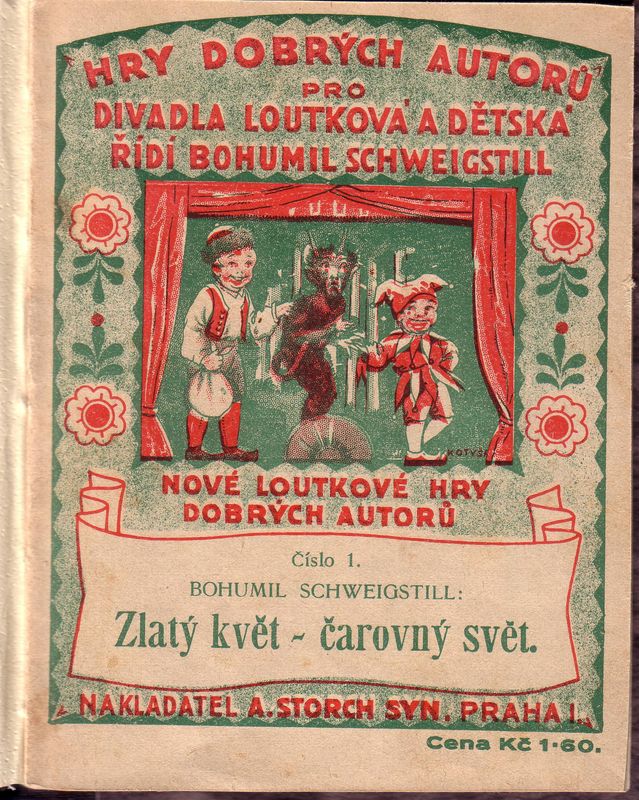 HRY DOBRÝCH AUTORŮ
PRO
DIVADLA LOUTKOVÁ A DĚTSKÁ
ŘÍDÍ BOHUMIL SCHWEIGSTILL
KOTYŠ
NOVÉ LOUTKOVÉ HRY
DOBRÝCH AUTORŮ
Číslo 1.
BOHUMIL SCHWEIGSTILL:
Zlatý květ - čarovný svět.
NAKLADATEL A. STORCH SYN. PRAHA I.
Cena Kč 1·60.